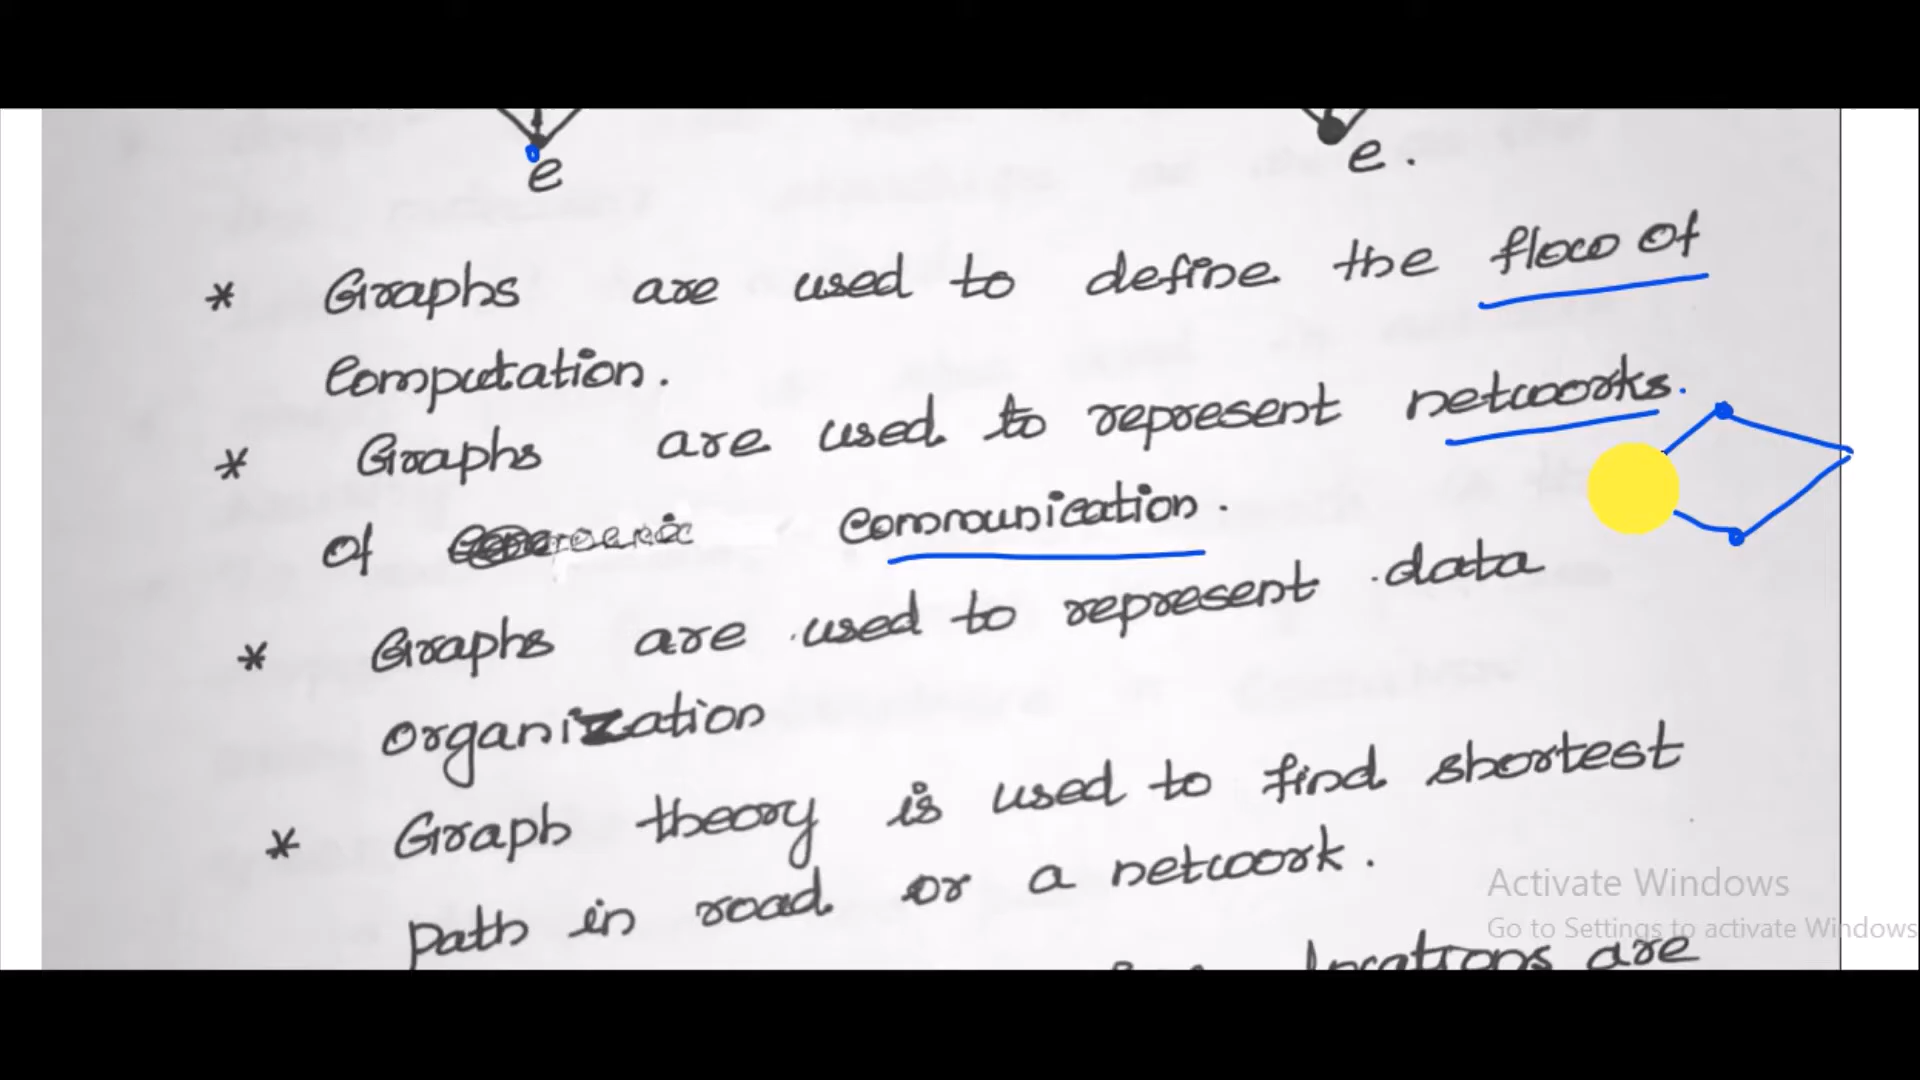 e
e.
* Graphs are used to define the flow of
Computation.
* Graphs are used to represent networks.
of Communication.
* Graphs are used to represent data
organization
* Graph theory is used to find shortest
path in road or a network.
locations are
Activate Windows
Go to Settings to activate Windows